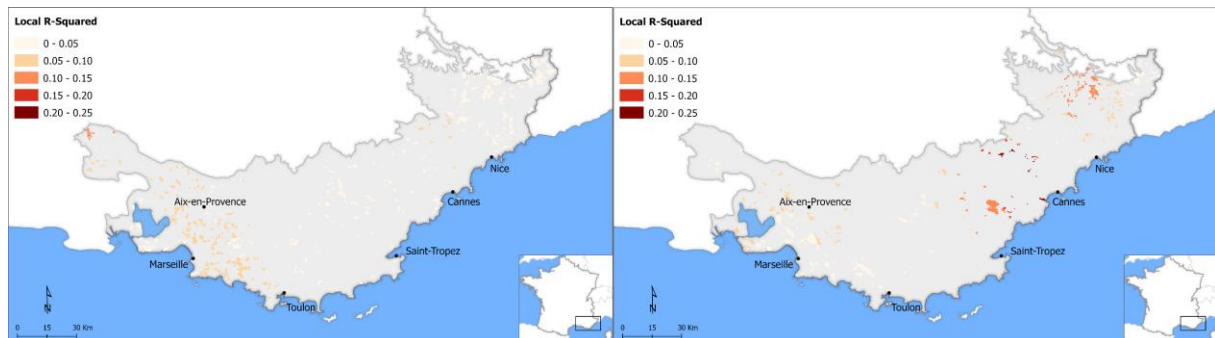 Local R-Squared
0 - 0.05
0.05 - 0.10
0.10 - 0.15
0.15 - 0.20
0.20 - 0.25
Nice
Cannes
Aix-en-Provence
Saint-Tropez
Marseille
Toulon
N
0 15 30 Km
Local R-Squared
0 - 0.05
0.05 - 0.10
0.10 - 0.15
0.15 - 0.20
0.20 - 0.25
Nice
Cannes
Aix-en-Provence
Saint-Tropez
Marseille
Toulon
N
0 15 30 Km